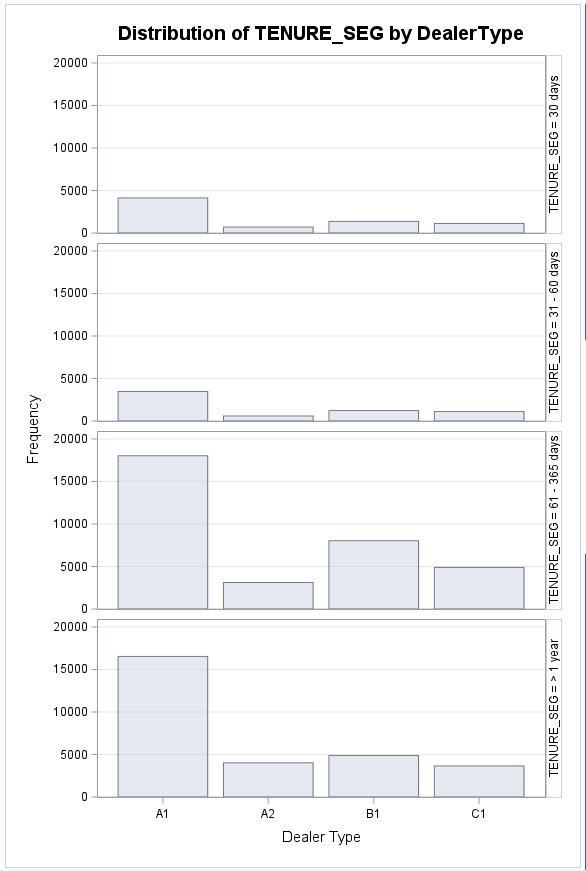 Distribution of TENURE_SEG by DealerType
20000
15000
10000
5000
0
TENURE_SEG = 30 days
20000
15000
10000
5000
0
TENURE_SEG = 31 - 60 days
Frequency
20000
15000
10000
5000
0
TENURE_SEG = 61 - 365 days
20000
15000
10000
5000
0
TENURE_SEG = > 1 year
A1 A2 B1 C1
Dealer Type